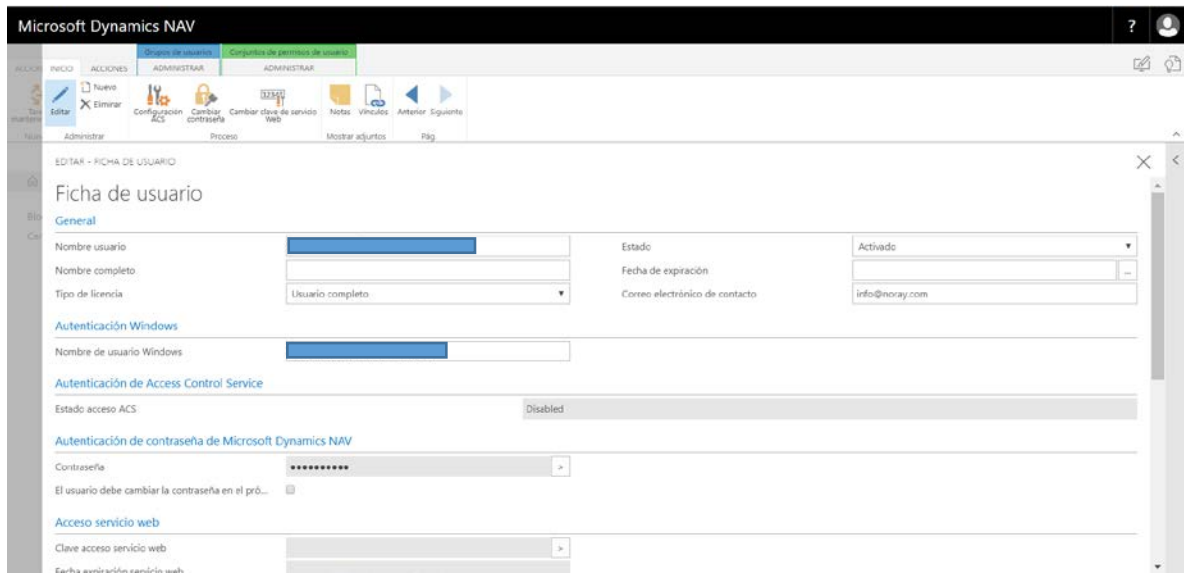 Microsoft Dynamics NAV
?
Grupos de usuarios Conjuntos de permisos de usuario
INICIO ACCIONES ADMINISTRAR ADMINISTRAR
Editar
Nuevo
Eliminar
Configuración ACS
Cambiar contraseña
Cambiar clave de servicio Web
Notas
Vínculos
Anterior
Siguiente
Administrar Proceso Mostrar adjuntos Pág
EDITAR - FICHA DE USUARIO
Ficha de usuario
General
Nombre usuario
Estado Activado
Nombre completo
Fecha de expiración ...
Tipo de licencia Usuario completo
Correo electrónico de contacto info@noray.com
Autenticación Windows
Nombre de usuario Windows
Autenticación de Access Control Service
Estado acceso ACS Disabled
Autenticación de contraseña de Microsoft Dynamics NAV
Contraseña ••••••••••
El usuario debe cambiar la contraseña en el pró...
Acceso servicio web
Clave acceso servicio web
Fecha expiración servicio web